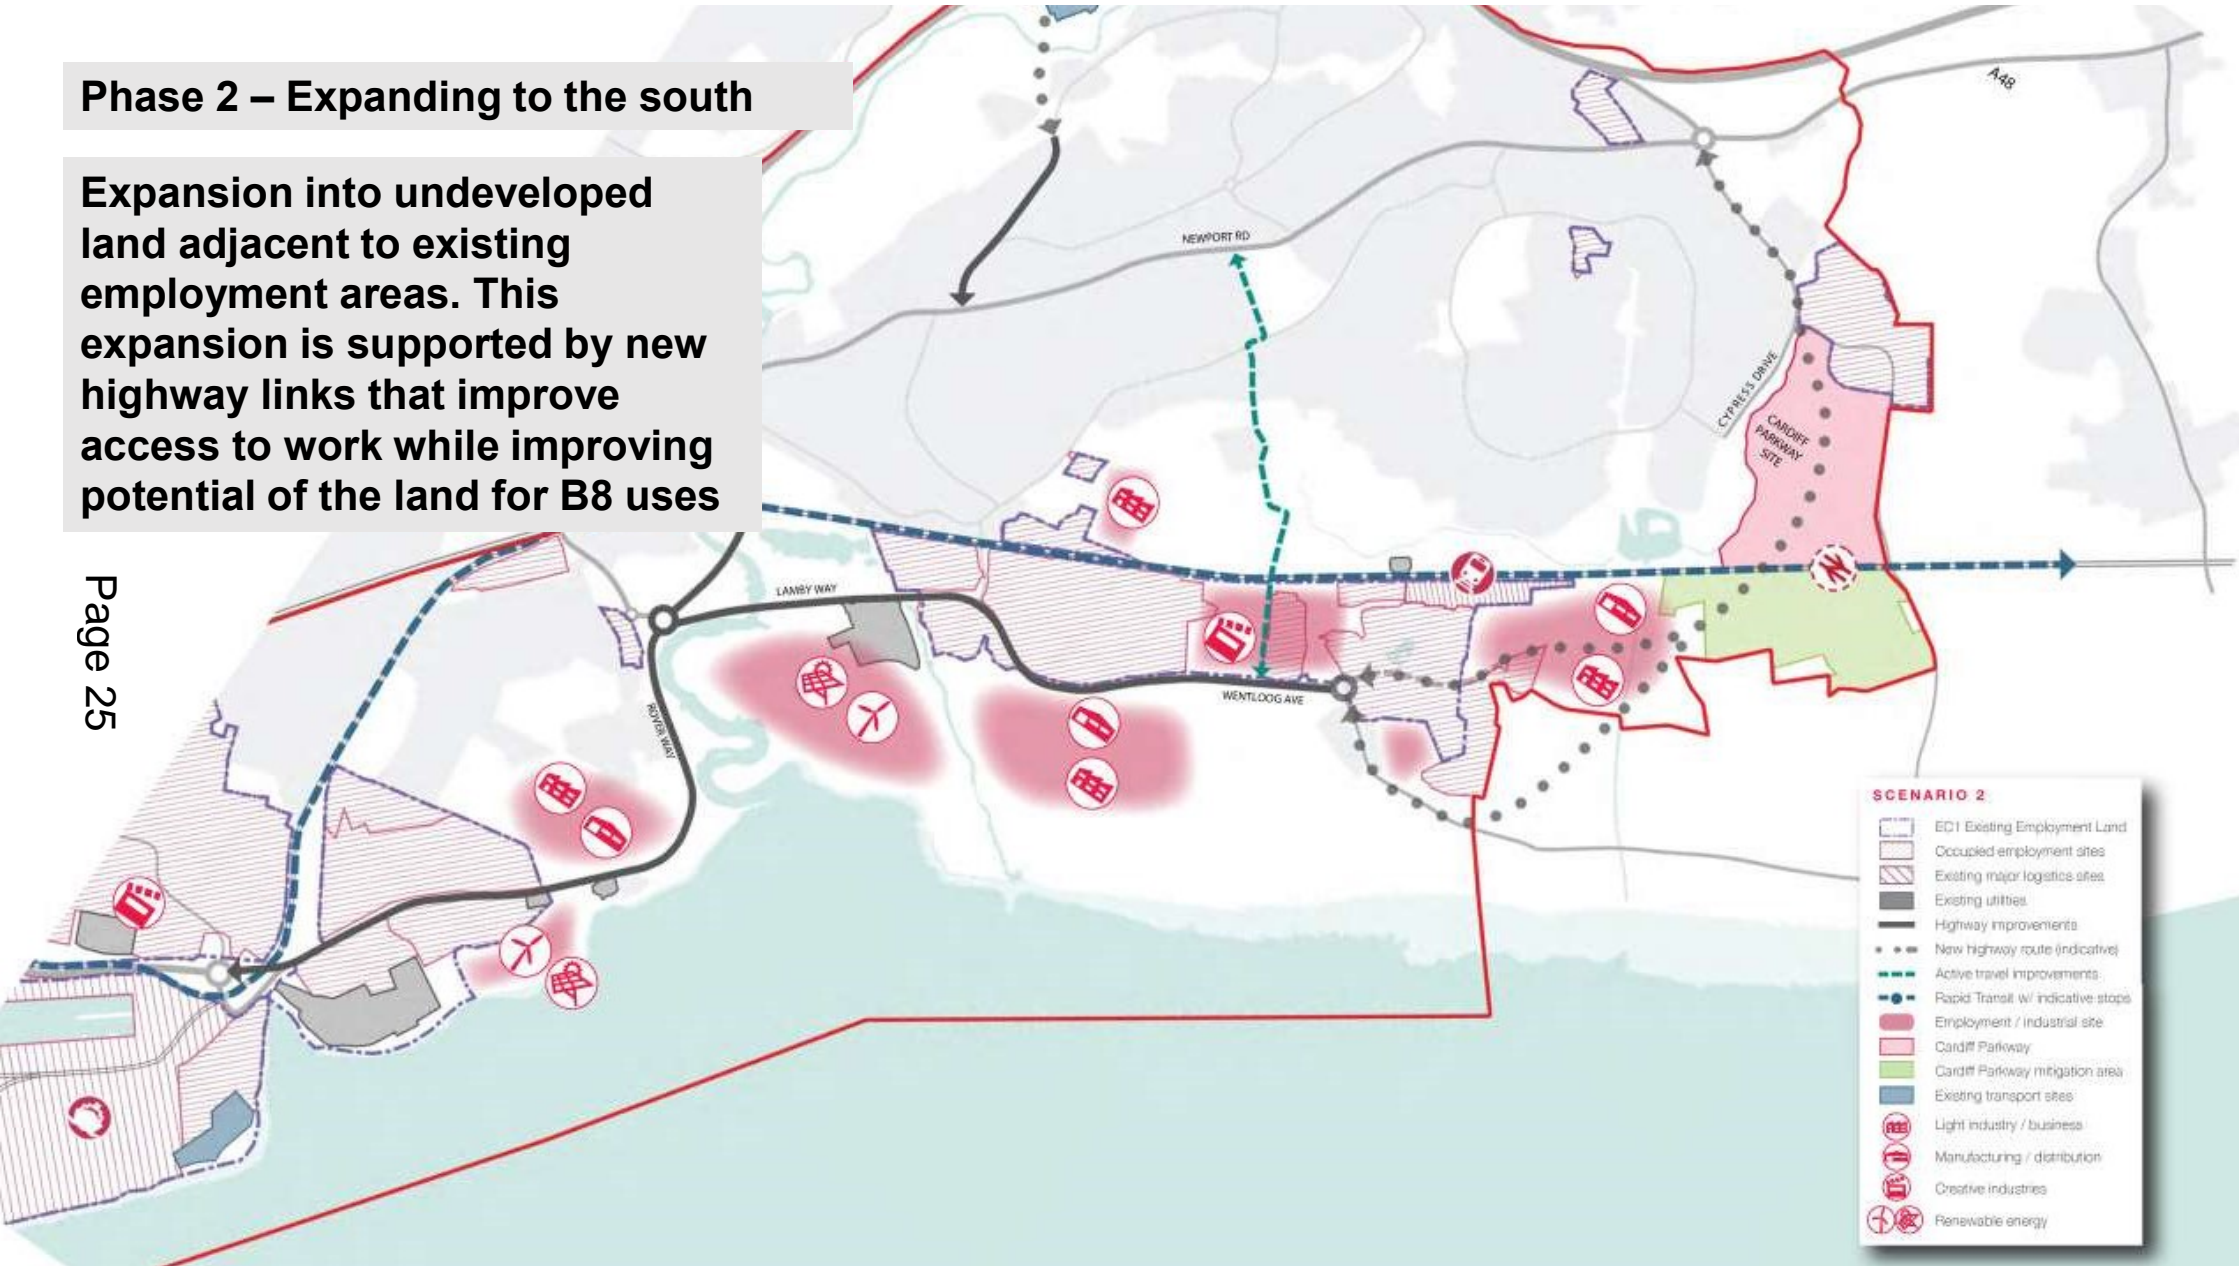 Phase 2 – Expanding to the south
Expansion into undeveloped
land adjacent to existing
employment areas. This
expansion is supported by new
highway links that improve
access to work while improving
potential of the land for B8 uses
Page 25
A48
NEWPORT RD
CYPRESS DRIVE
CARDIFF
PARKWAY
SITE
LAMBY WAY
WENTLOOG AVE
ROVER WAY
SCENARIO 2
EC1 Existing Employment Land
Occupied employment sites
Existing major logistics sites
Existing utilities
Highway improvements
New highway route (indicative)
Active travel improvements
Rapid Transit w/ indicative stops
Employment / industrial site
Cardiff Parkway
Cardiff Parkway mitigation area
Existing transport sites
Light industry / business
Manufacturing / distribution
Creative industries
Renewable energy